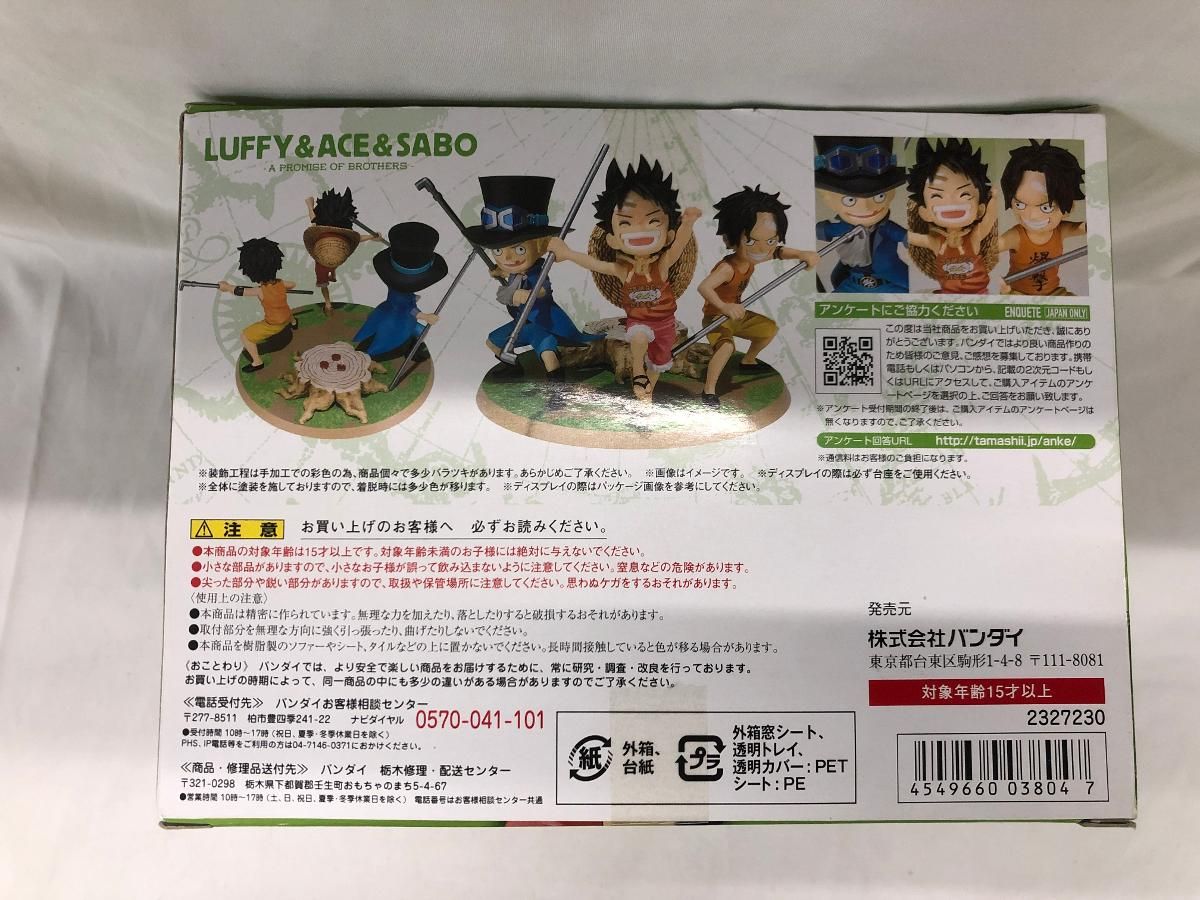 LUFFY&ACE&SABO
-A PROMISE OF BROTHERS-
爆撃
アンケートにご協力ください ENQUETE [JAPAN ONLY]
この度は当社商品をお買い上げいただき、誠にあり
がとうございます。バンダイではより良い商品作りの
ため皆様のご意見、ご感想を募集しております。携帯
電話もしくはパソコンから、記載の2次元コードもし
くはURLにアクセスして、ご購入アイテムのアンケ
ートページを選択の上、ご回答をお願い致します。
※アンケート受付期間の終了後は、ご購入アイテムのアンケートページは
無くなりますので、ご了承ください。
アンケート回答URL http://tamashii.jp/anke/
※通信料はお客様のご負担になります。
※装飾工程は手加工での彩色の為、商品個々で多少バラツキがあります。あらかじめご了承ください。 ※画像はイメージです。 ※ディスプレイの際は必ず台座をご使用ください。
※全体に塗装を施しておりますので、着脱時には多少色が移ります。 ※ディスプレイの際はパッケージ画像を参考にしてください。
注意 お買い上げのお客様へ 必ずお読みください。
●本商品の対象年齢は15才以上です。対象年齢未満のお子様には絶対に与えないでください。
●小さな部品がありますので、小さなお子様が誤って飲み込まないように注意してください。窒息などの危険があります。
●尖った部分や鋭い部分がありますので、取扱や保管場所に注意してください。思わぬケガをするおそれがあります。
〈使用上の注意〉
●本商品は精密に作られています。無理な力を加えたり、落としたりすると破損するおそれがあります。
●取付部分を無理な方向に強く引っ張ったり、曲げたりしないでください。
●本商品を樹脂製のソファーやシート、タイルなどの上に置かないでください。長時間接触していると色が移る場合があります。
〈おことわり〉 バンダイでは、より安全で楽しい商品をお届けするために、常に研究・調査・改良を行っております。
お買い上げの時期によって、同一商品の中にも多少の違いがある場合がありますのでご了承ください。
≪電話受付先≫ バンダイお客様相談センター
〒277-8511 柏市豊四季241-22 ナビダイヤル 0570-041-101
●受付時間 10時～17時(祝日、夏季・冬季休業日を除く)
PHS、IP電話等をご利用の方は04-7146-0371におかけください。
≪商品・修理品送付先≫ バンダイ 栃木修理・配送センター
〒321-0298 栃木県下都賀郡壬生町おもちゃのまち5-4-67
●営業時間 10時～17時(土、日、祝日、夏季・冬季休業日を除く) 電話番号はお客様相談センター共通
紙 外箱、
台紙
プラ 外箱窓シート、
透明トレイ、
透明カバー:PET
シート:PE
発売元
株式会社バンダイ
東京都台東区駒形1-4-8 〒111-8081
対象年齢15才以上
2327230
4549660 03804 7